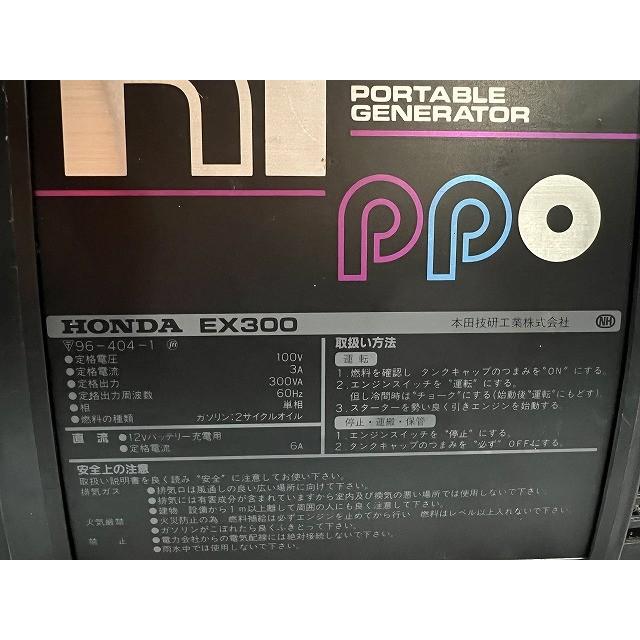 HI
PORTABLE
GENERATOR
ppo
HONDA EX300 本田技研工業株式会社 NH
▽96-404-1
●定格電圧 100V
●定格電流 3A
●定格出力 300VA
●定格出力周波数 60Hz
●相 単相
●燃料の種類 ガソリン:2サイクルオイル
直流 ●12Vバッテリー充電用
●定格電流 6A
取扱い方法
運転
1. 燃料を確認し タンクキャップのつまみを"ON"にする。
2. エンジンスイッチを "運転"にする。
但し冷間時は"チョーク"にする(始動後"運転"にもどす)。
3. スターターを勢い良く引きエンジンを始動する。
停止・運搬・保管
1. エンジンスイッチを "停止"にする。
2. タンクキャップのつまみを "必ず" OFFにする。
安全上の注意
取扱い説明書を良く読み "安全" に注意してお使い下さい。
排気ガス ●排気口は風通しの良い広い場所に向けて下さい。
●排気には有害成分が含まれていますから室内及び換気の悪い場所では使用しないで下さい。
●建物 設備から1m以上離して周囲の人にも良く注意して下さい。
火気厳禁 ●火災防止の為 燃料補給は必ずエンジンを止めてから行い 燃料はレベル以上入れないで下さい。
●ガソリンがこぼれたら良くふきとって下さい。
禁止 ●電力会社からの電気配線には絶対接続しないで下さい。
●雨水中では使用しないで下さい。